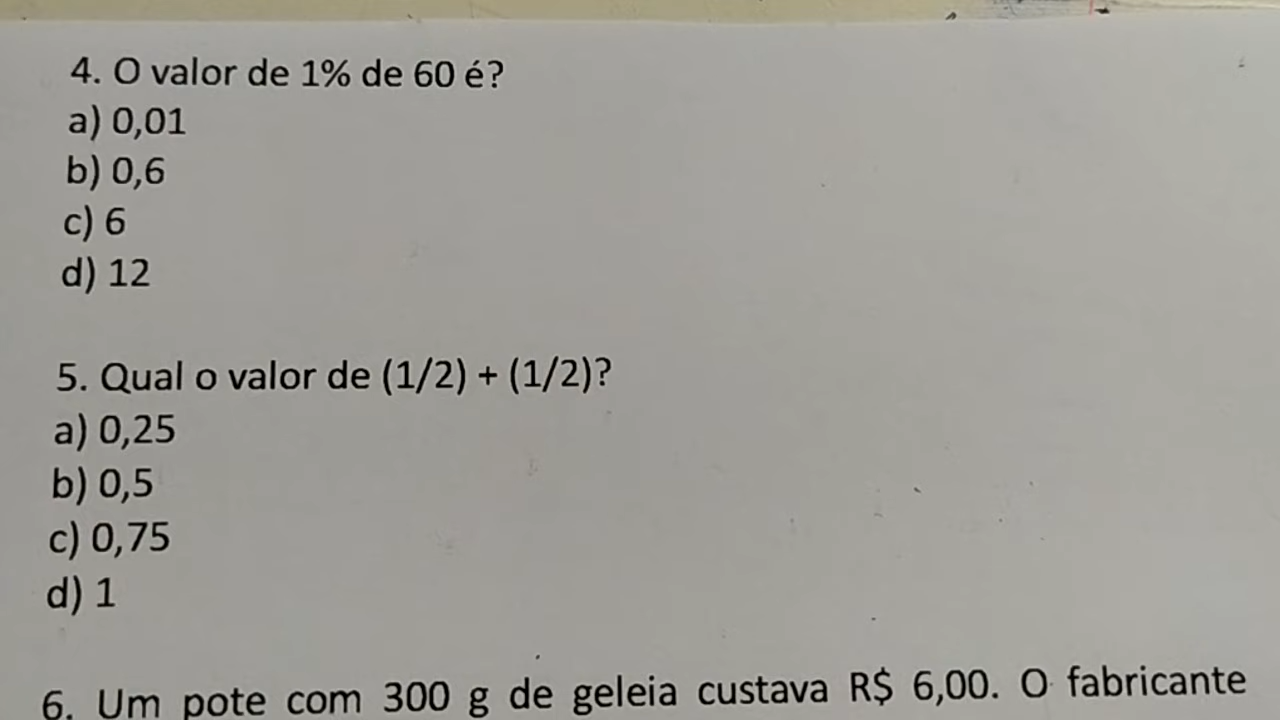 4. O valor de 1% de 60 é?
a) 0,01
b) 0,6
c) 6
d) 12
5. Qual o valor de (1/2) + (1/2)?
a) 0,25
b) 0,5
c) 0,75
d) 1
6. Um pote com 300 g de geleia custava R$ 6,00. O fabricante